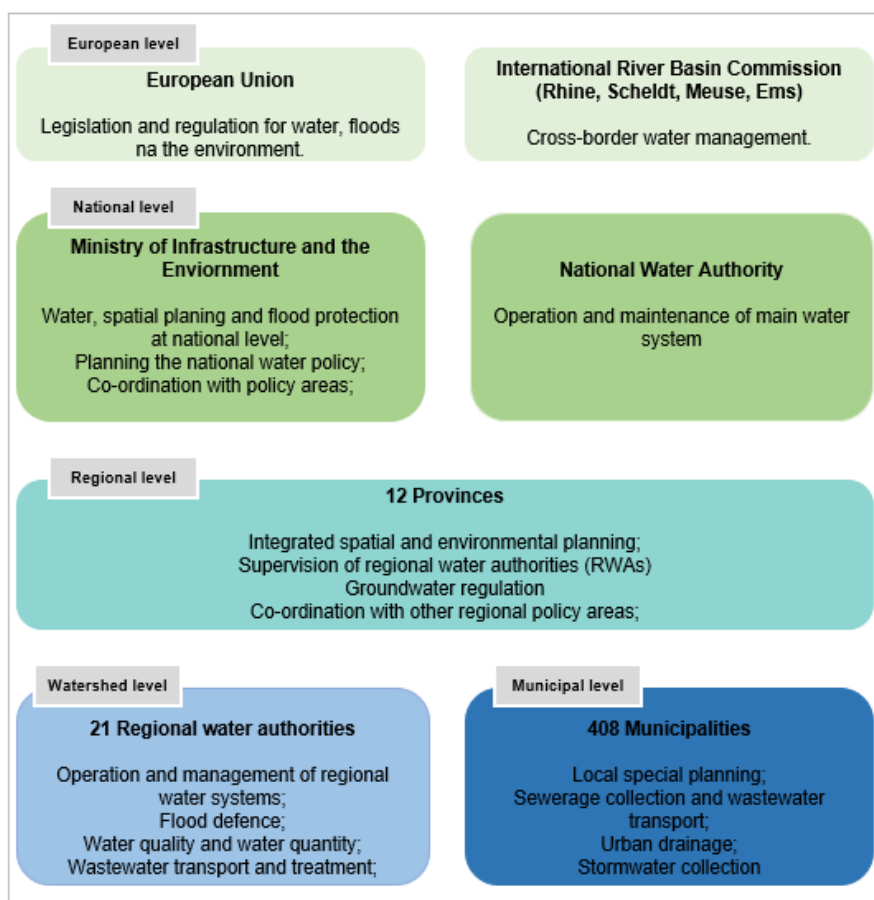 European level
European Union
Legislation and regulation for water, floods
na the environment.
International River Basin Commission
(Rhine, Scheldt, Meuse, Ems)
Cross-border water management.
National level
Ministry of Infrastructure and the
Enviornment
Water, spatial planing and flood protection
at national level;
Planning the national water policy;
Co-ordination with policy areas;
National Water Authority
Operation and maintenance of main water
system
Regional level
12 Provinces
Integrated spatial and environmental planning;
Supervision of regional water authorities (RWAs)
Groundwater regulation
Co-ordination with other regional policy areas;
Watershed level
21 Regional water authorities
Operation and management of regional
water systems;
Flood defence;
Water quality and water quantity;
Wastewater transport and treatment;
Municipal level
408 Municipalities
Local special planning;
Sewerage collection and wastewater
transport;
Urban drainage;
Stormwater collection